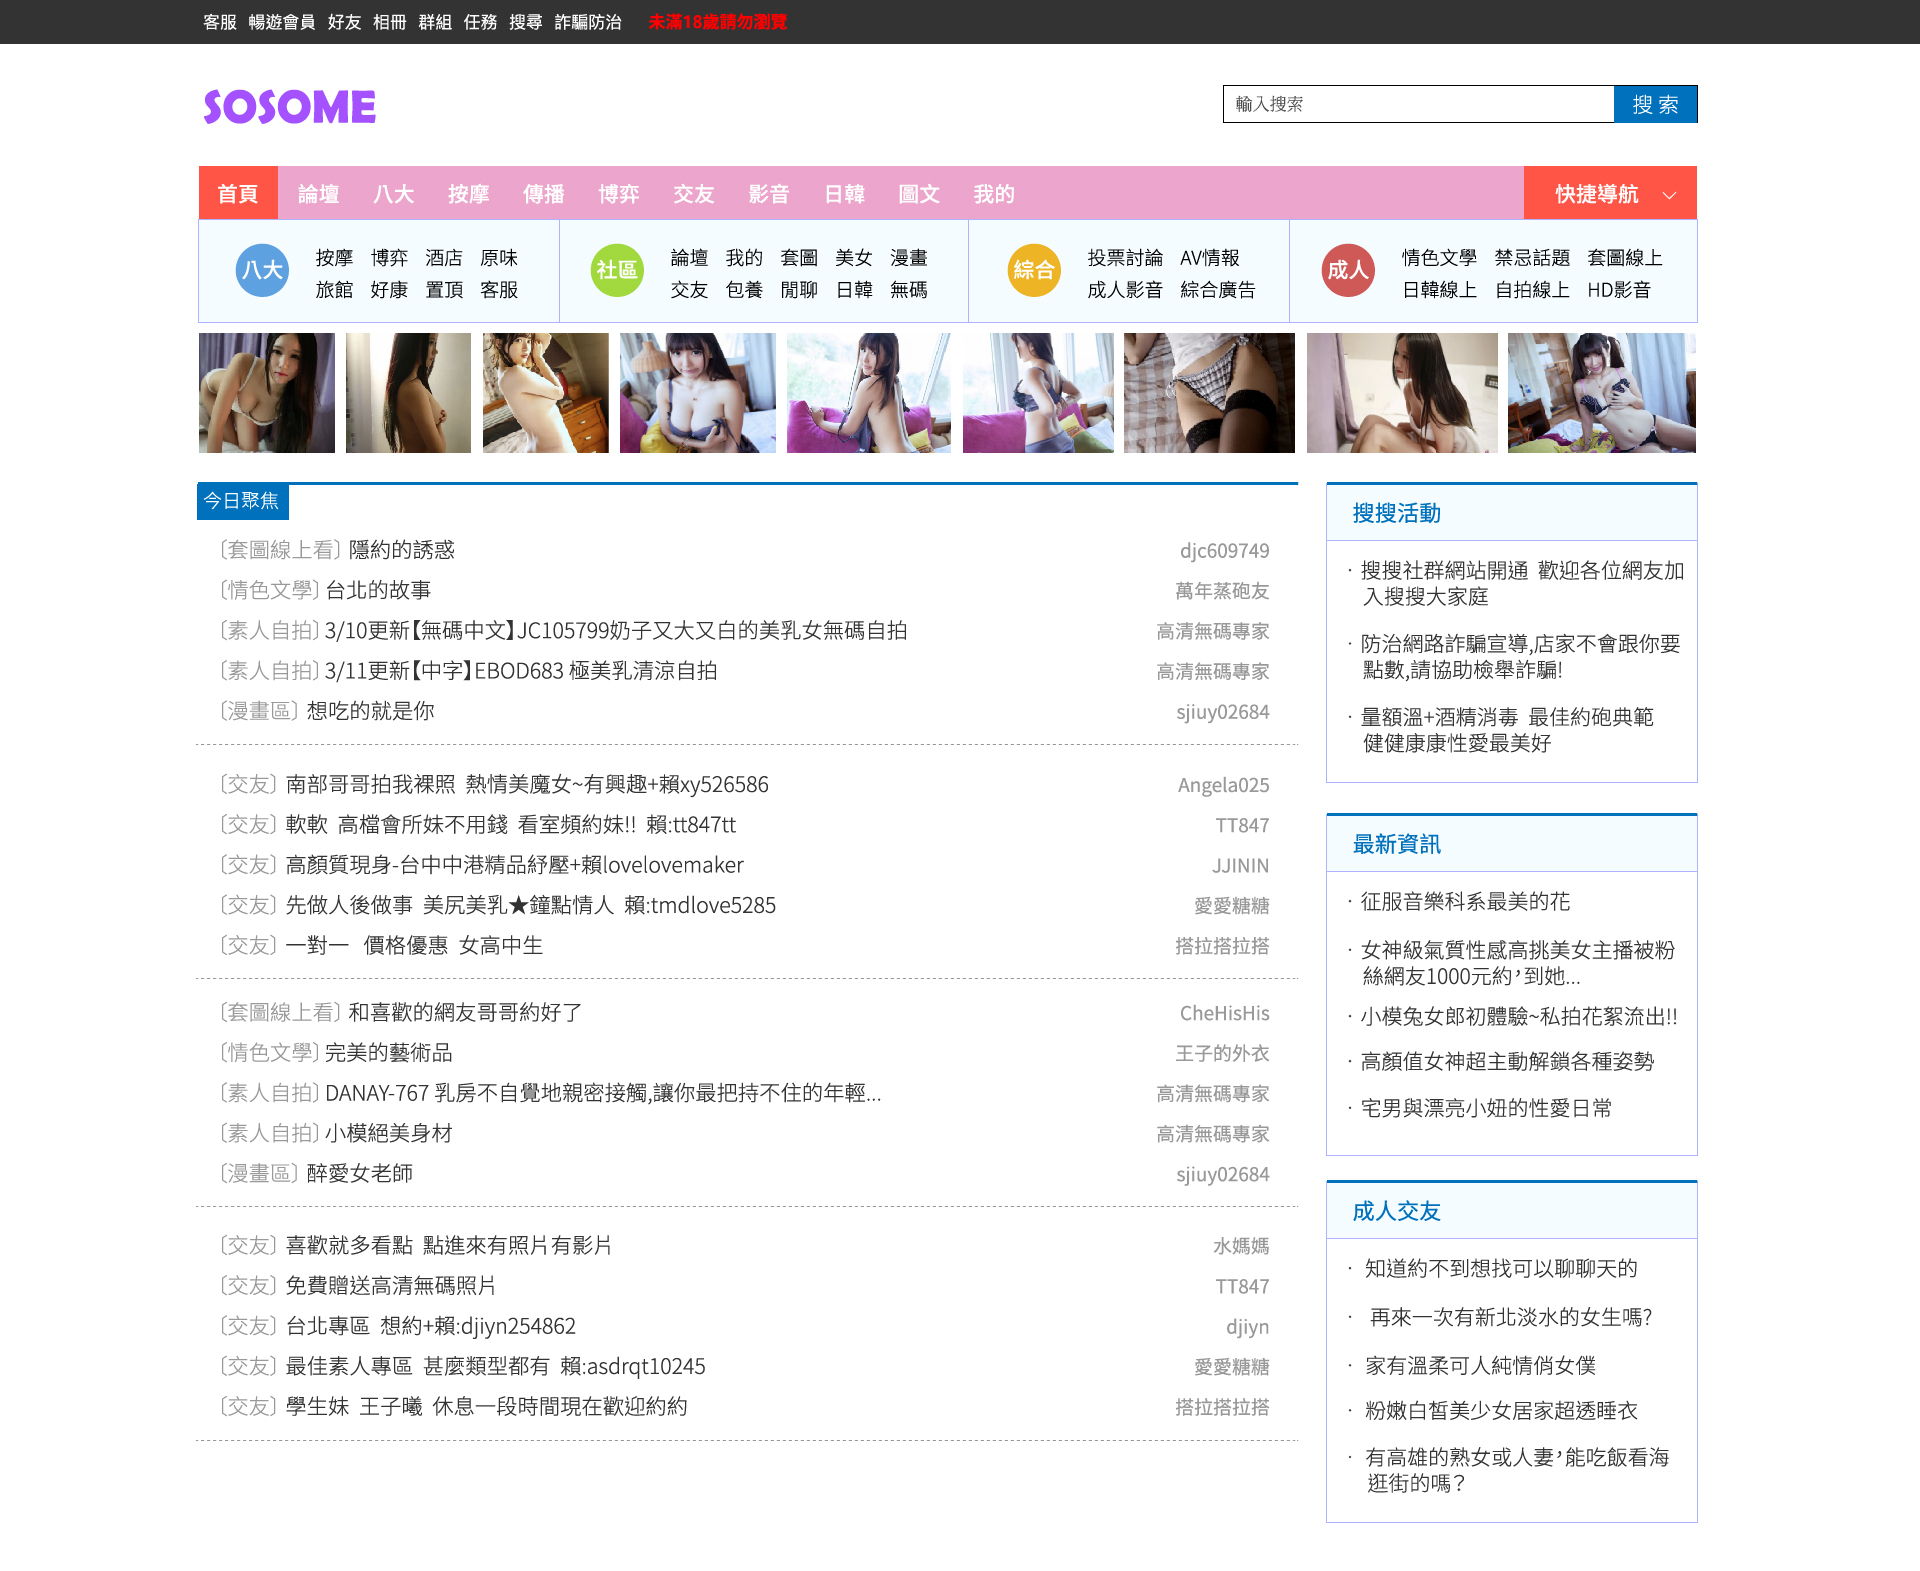 客服 暢遊會員 好友 相冊 群組 任務 搜尋 詐騙防治 未滿18歲請勿瀏覽
SOSOME
輸入搜索 搜 索
首頁 論壇 八大 按摩 傳播 博弈 交友 影音 日韓 圖文 我的 快捷導航
八大
按摩 博弈 酒店 原味
旅館 好康 置頂 客服
社區
論壇 我的 套圖 美女 漫畫
交友 包養 閒聊 日韓 無碼
綜合
投票討論 AV情報
成人影音 綜合廣告
成人
情色文學 禁忌話題 套圖線上
日韓線上 自拍線上 HD影音
今日聚焦
〔套圖線上看〕隱約的誘惑 djc609749
〔情色文學〕台北的故事 萬年蒸砲友
〔素人自拍〕3/10更新【無碼中文】JC105799奶子又大又白的美乳女無碼自拍 高清無碼專家
〔素人自拍〕3/11更新【中字】EBOD683 極美乳清涼自拍 高清無碼專家
〔漫畫區〕想吃的就是你 sjiuy02684
〔交友〕南部哥哥拍我裸照 熱情美魔女~有興趣+賴xy526586 Angela025
〔交友〕軟軟 高檔會所妹不用錢 看室頻約妹!! 賴:tt847tt TT847
〔交友〕高顏質現身-台中中港精品紓壓+賴lovelovemaker JJININ
〔交友〕先做人後做事 美尻美乳★鐘點情人 賴:tmdlove5285 愛愛糖糖
〔交友〕一對一 價格優惠 女高中生 搭拉搭拉搭
〔套圖線上看〕和喜歡的網友哥哥約好了 CheHisHis
〔情色文學〕完美的藝術品 王子的外衣
〔素人自拍〕DANAY-767 乳房不自覺地親密接觸,讓你最把持不住的年輕... 高清無碼專家
〔素人自拍〕小模絕美身材 高清無碼專家
〔漫畫區〕醉愛女老師 sjiuy02684
〔交友〕喜歡就多看點 點進來有照片有影片 水媽媽
〔交友〕免費贈送高清無碼照片 TT847
〔交友〕台北專區 想約+賴:djiyn254862 djiyn
〔交友〕最佳素人專區 甚麼類型都有 賴:asdrqt10245 愛愛糖糖
〔交友〕學生妹 王子曦 休息一段時間現在歡迎約約 搭拉搭拉搭
搜搜活動
· 搜搜社群網站開通 歡迎各位網友加
入搜搜大家庭
· 防治網路詐騙宣導,店家不會跟你要
點數,請協助檢舉詐騙!
· 量額溫+酒精消毒 最佳約砲典範
健健康康性愛最美好
最新資訊
· 征服音樂科系最美的花
· 女神級氣質性感高挑美女主播被粉
絲網友1000元約，到她...
· 小模兔女郎初體驗~私拍花絮流出!!
· 高顏值女神超主動解鎖各種姿勢
· 宅男與漂亮小妞的性愛日常
成人交友
· 知道約不到想找可以聊聊天的
· 再來一次有新北淡水的女生嗎?
· 家有溫柔可人純情俏女僕
· 粉嫩白皙美少女居家超透睡衣
· 有高雄的熟女或人妻，能吃飯看海
逛街的嗎？